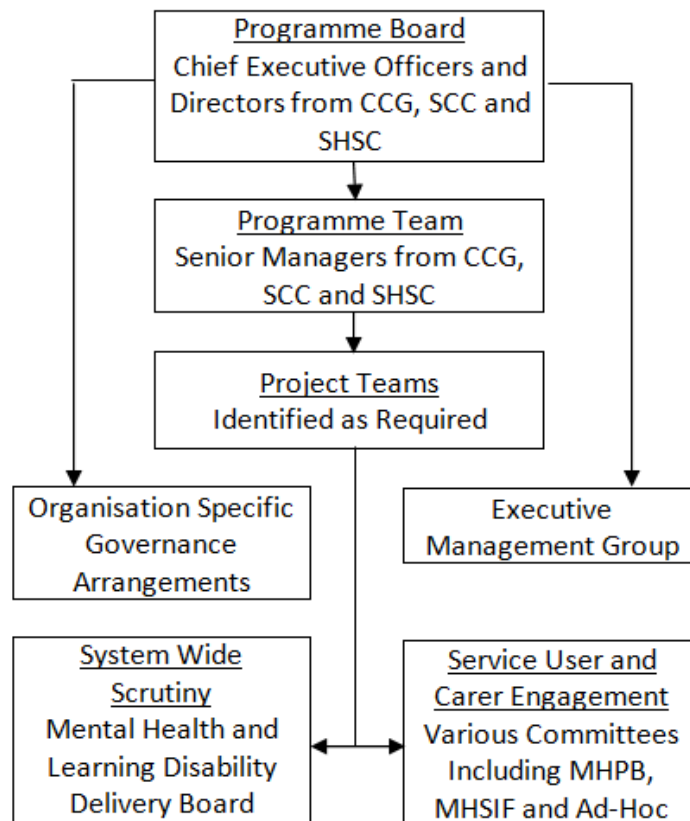 Programme Board
Chief Executive Officers and
Directors from CCG, SCC and
SHSC
Programme Team
Senior Managers from CCG,
SCC and SHSC
Project Teams
Identified as Required
Organisation Specific
Governance
Arrangements
Executive
Management Group
System Wide
Scrutiny
Mental Health and
Learning Disability
Delivery Board
Service User and
Carer Engagement
Various Committees
Including MHPB,
MHSIF and Ad-Hoc